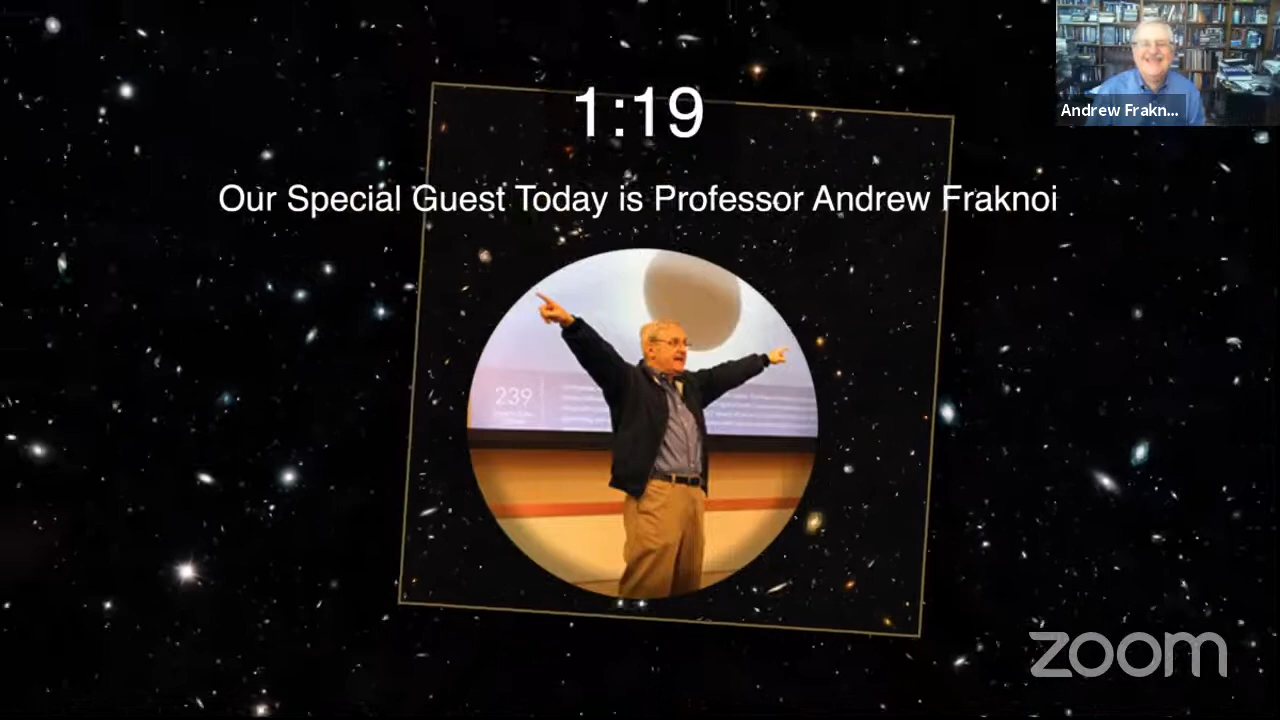 1:19
Andrew Frakn...
Our Special Guest Today is Professor Andrew Fraknoi
239
zoom